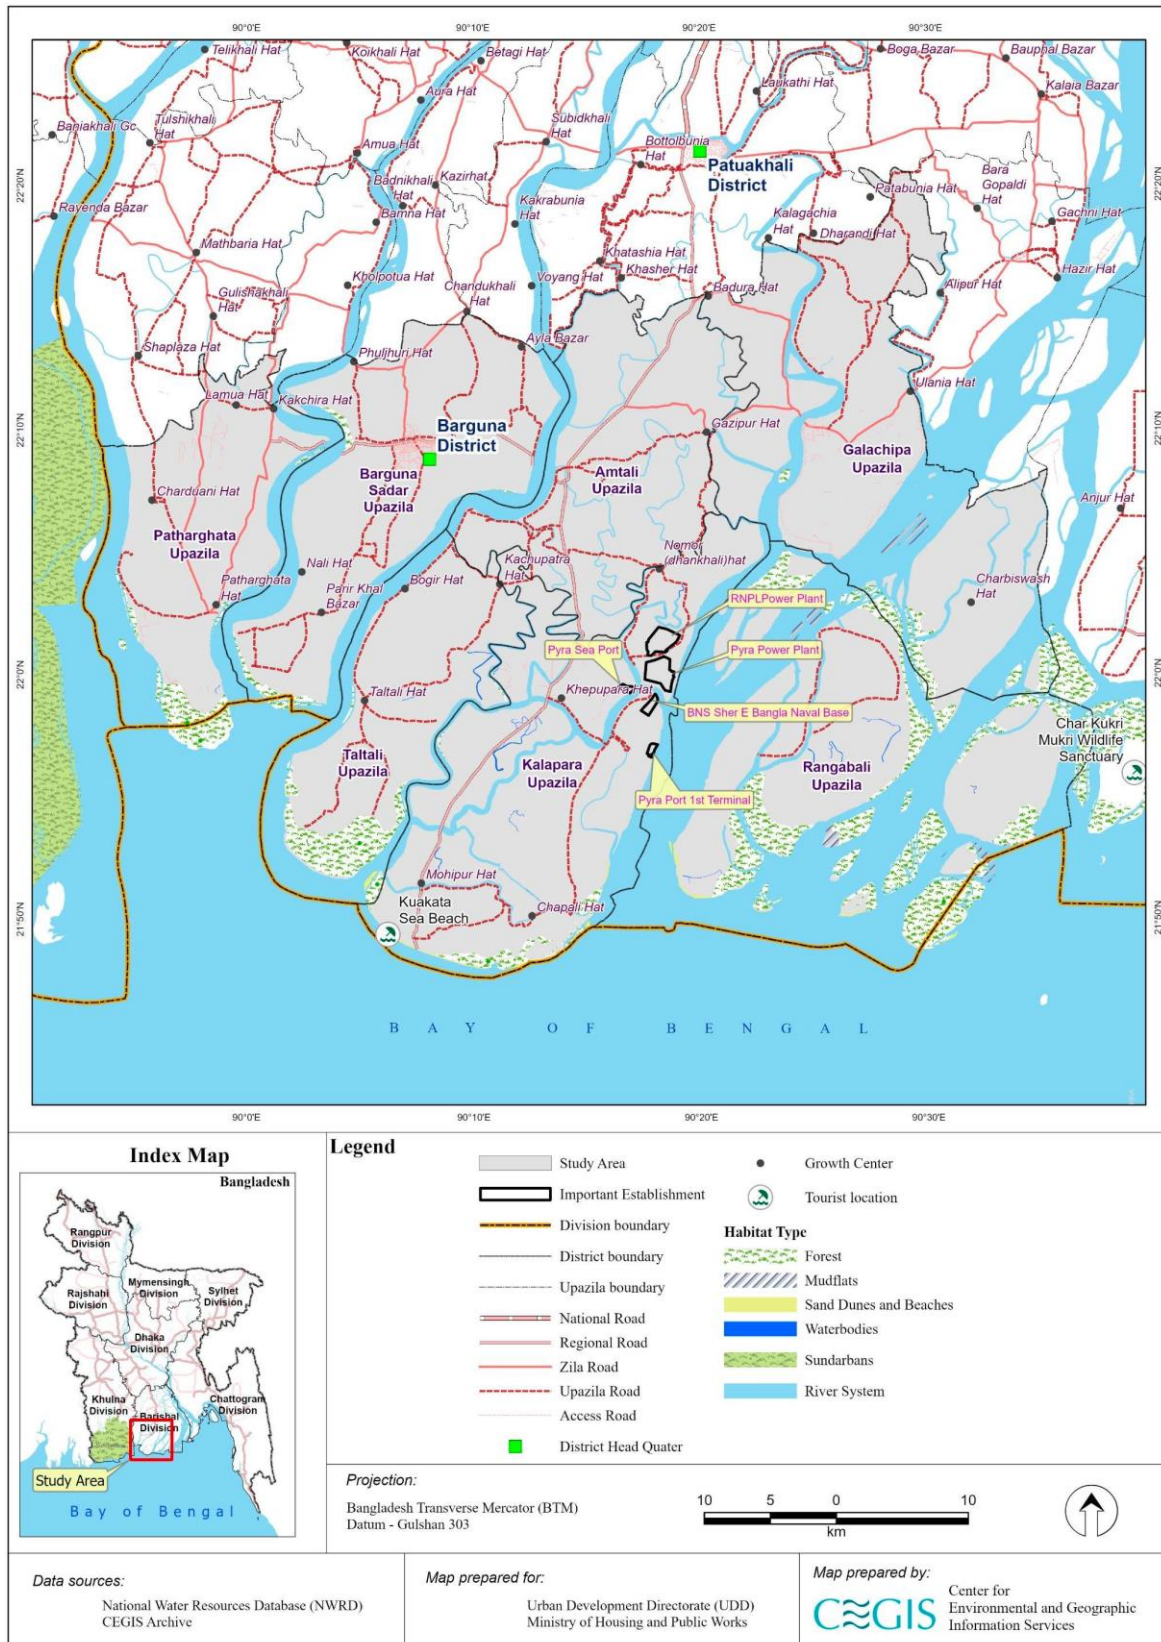 90°0'E
90°10'E
90°20'E
90°30'E
Telikhali Hat
Koikhali Hat
Betagi Hat
Boga Bazar
Bauphal Bazar
Aura Hat
Laukathi Hat
Kalaia Bazar
Baniakhali Gc
Tulshikhali
Hat
Subidkhali
Hat
Amua Hat
Bottolbunia
Hat
Patuakhali
District
22°20'N
22°20'N
Badnikhali
Hat
Kazirhat
Patabunia Hat
Bara
Gopaldi
Hat
Rayenda Bazar
Bamna Hat
Kakrabunia
Hat
Kalagachia
Hat
Dharandi Hat
Gachni Hat
Mathbaria Hat
Khatashia Hat
Khasher Hat
Hazir Hat
Kholpotua Hat
Chandukhali
Hat
Voyang Hat
Badura Hat
Alipur Hat
Gulishakhali
Hat
Shaplaza Hat
Phuljhuri Hat
Ayla Bazar
Lamua Hat
Kakchira Hat
Ulania Hat
22°10'N
22°10'N
Barguna
District
Gazipur Hat
Galachipa
Upazila
Barguna
Sadar
Upazila
Amtali
Upazila
Charduani Hat
Anjur Hat
Patharghata
Upazila
Nali Hat
Kachupatra
Hat
Nomor
(dhankhali)hat
Patharghata
Hat
Parir Khal
Bazar
Bogir Hat
Charbiswash
Hat
RNPLPower Plant
Pyra Sea Port
Pyra Power Plant
22°0'N
22°0'N
Taltali Hat
Khepupara Hat
BNS Sher E Bangla Naval Base
Char Kukri
Mukri Wildlife
Sanctuary
Taltali
Upazila
Kalapara
Upazila
Rangabali
Upazila
Pyra Port 1st Terminal
Mohipur Hat
Kuakata
Sea Beach
Chapali Hat
21°50'N
21°50'N
BAY OF BENGAL
90°0'E
90°10'E
90°20'E
90°30'E
Index Map
Bangladesh
Rangpur
Division
Rajshahi
Division
Mymensingh
Division
Sylhet
Division
Dhaka
Division
Khulna
Division
Barishal
Division
Chattogram
Division
Study Area
Bay of Bengal
Legend
Study Area
Important Establishment
Division boundary
District boundary
Upazila boundary
National Road
Regional Road
Zila Road
Upazila Road
Access Road
District Head Quater
Growth Center
Tourist location
Habitat Type
Forest
Mudflats
Sand Dunes and Beaches
Waterbodies
Sundarbans
River System
Projection:
Bangladesh Transverse Mercator (BTM)
Datum - Gulshan 303
10 5 0 10
km
Data sources:
National Water Resources Database (NWRD)
CEGIS Archive
Map prepared for:
Urban Development Directorate (UDD)
Ministry of Housing and Public Works
Map prepared by:
CEGIS
Center for
Environmental and Geographic
Information Services